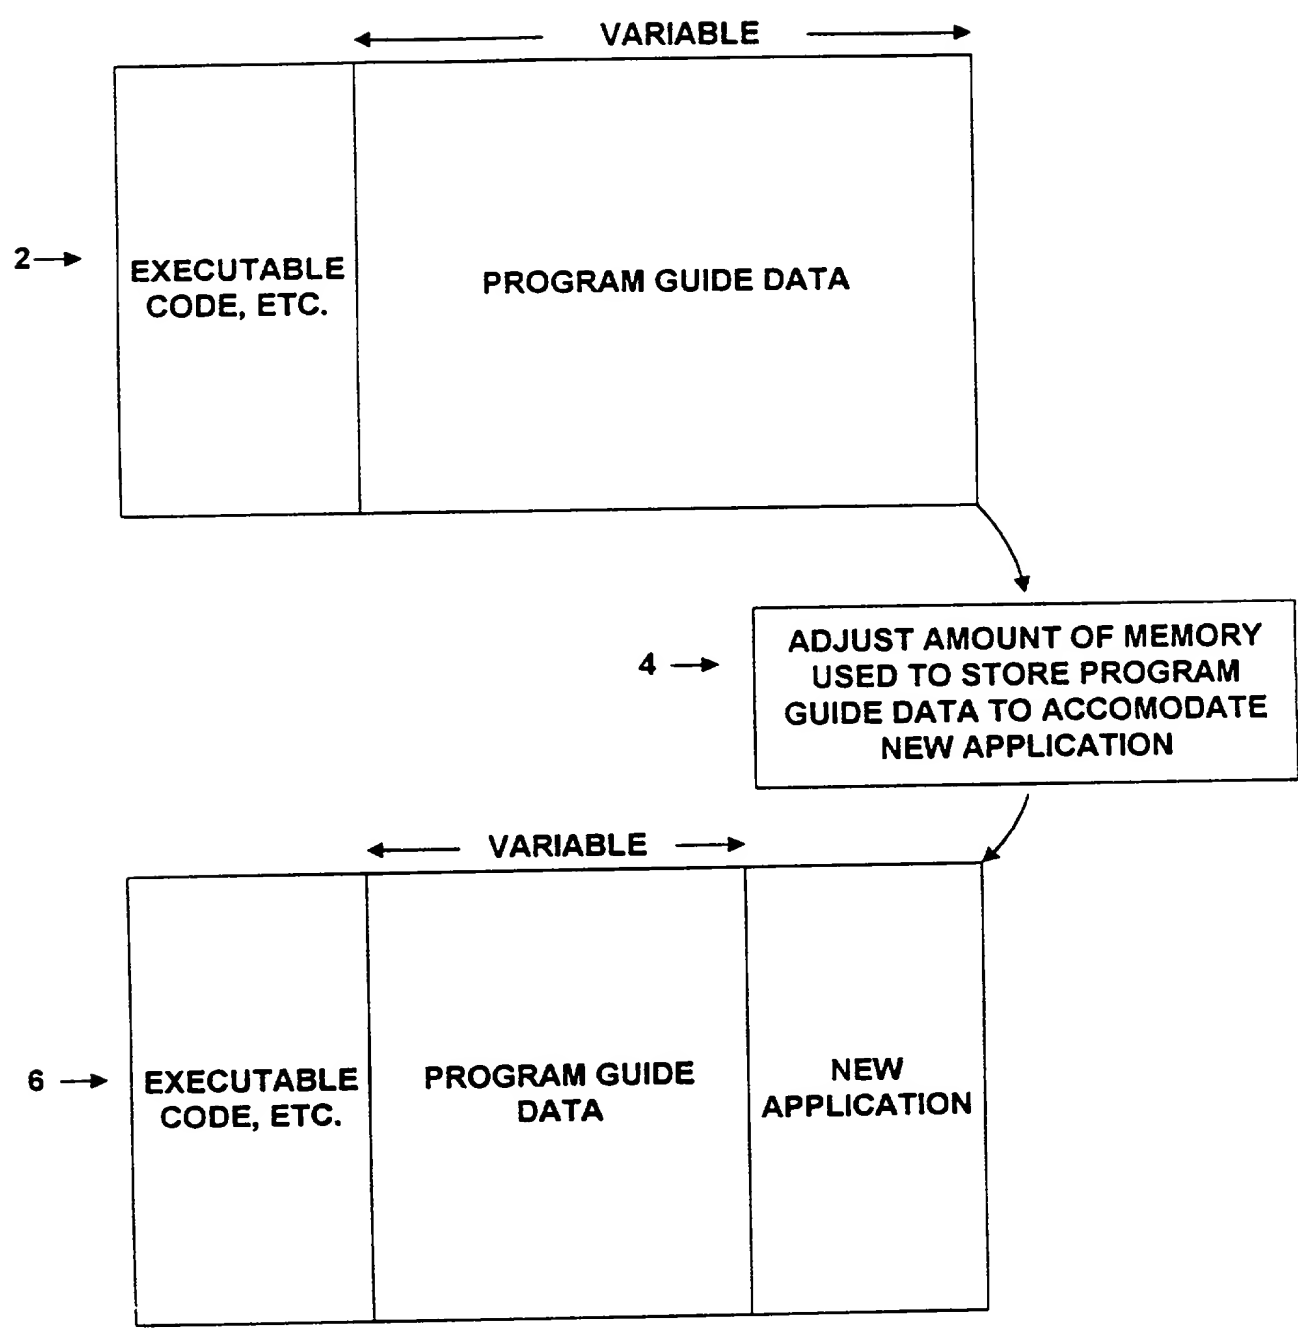 VARIABLE
2
EXECUTABLE
CODE, ETC.
PROGRAM GUIDE DATA
4
ADJUST AMOUNT OF MEMORY
USED TO STORE PROGRAM
GUIDE DATA TO ACCOMODATE
NEW APPLICATION
VARIABLE
6
EXECUTABLE
CODE, ETC.
PROGRAM GUIDE
DATA
NEW
APPLICATION